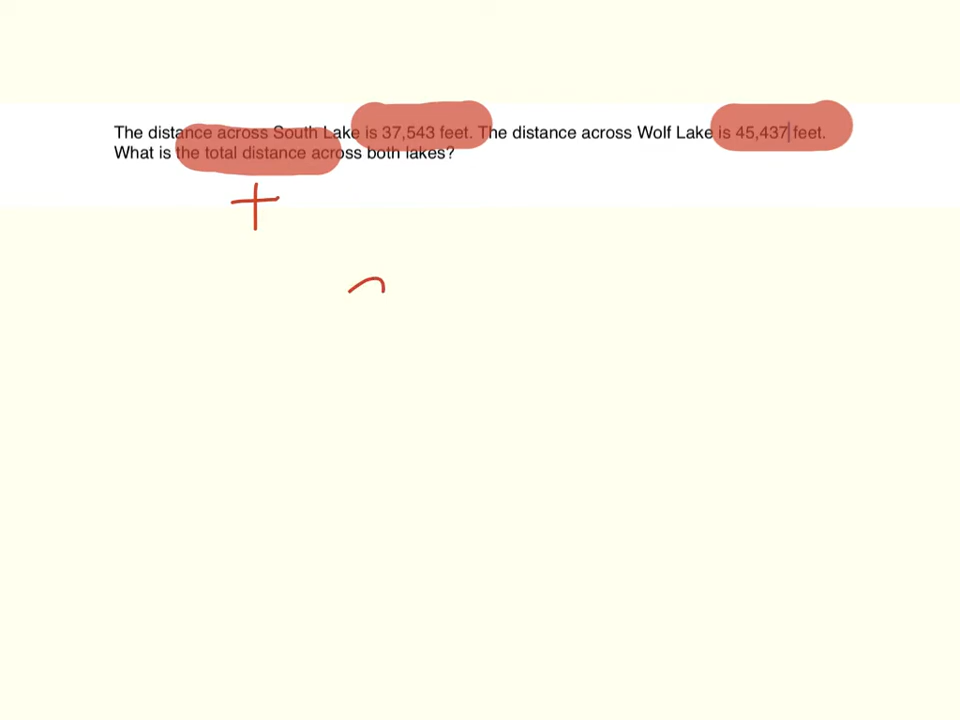 The distance across South Lake is 37,543 feet. The distance across Wolf Lake is 45,437 feet.
What is the total distance across both lakes?
+